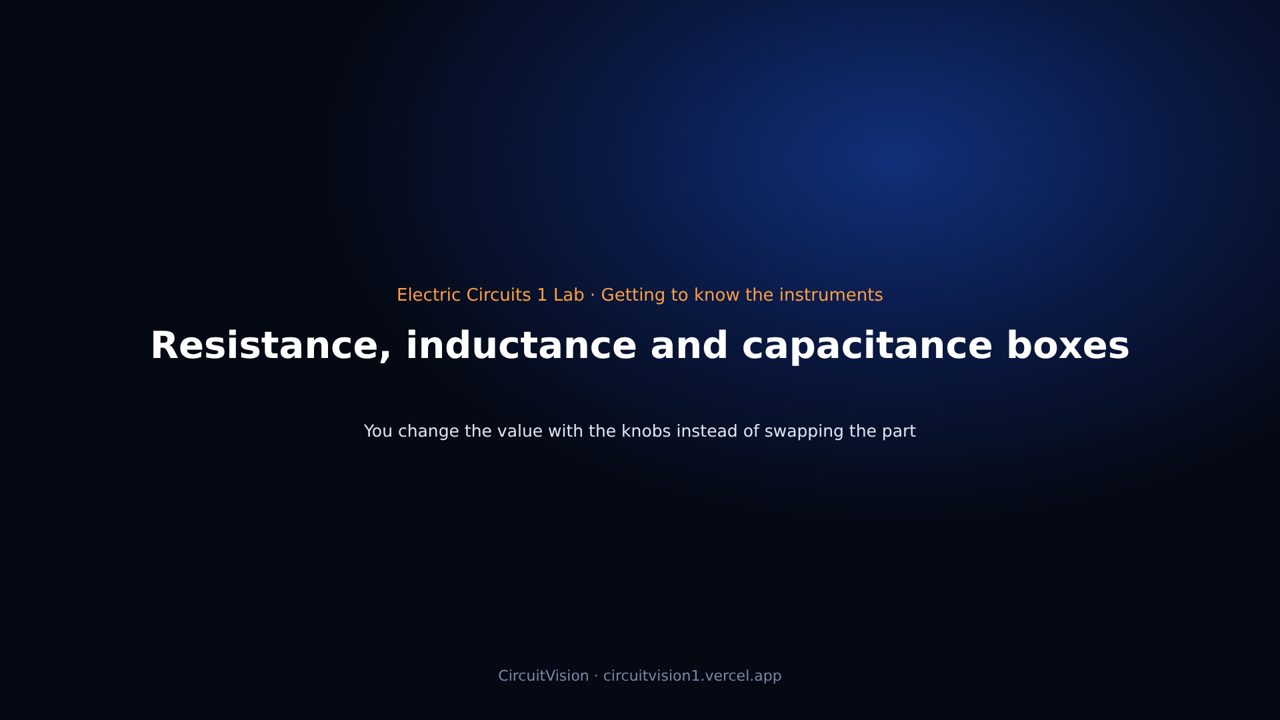 Electric Circuits 1 Lab · Getting to know the instruments
Resistance, inductance and capacitance boxes
You change the value with the knobs instead of swapping the part
CircuitVision · circuitvision1.vercel.app